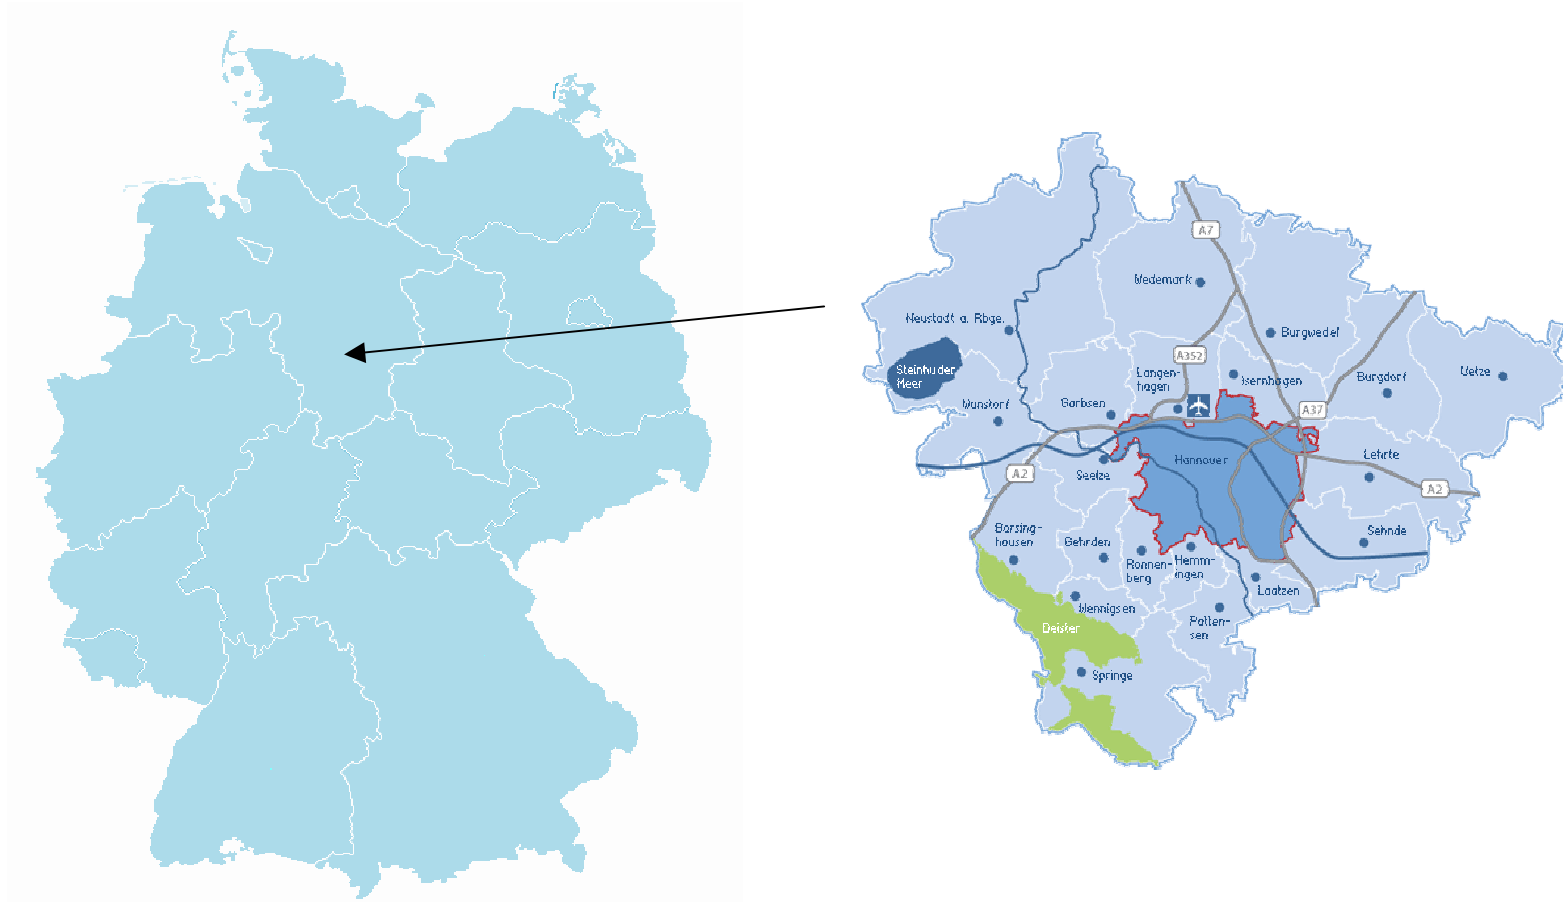 A7
Wedemark
Neustadt a. Rbge.
Burgwedel
A352
Steinhuder
Meer
Langen-
hagen
Isernhagen
Burgdorf
Uetze
Wunstorf
Garbsen
A37
Hannover
Lehrte
A2
Seelze
A2
Barsing-
hausen
Gehrden
Ronnen-
berg
Hemm-
ingen
Sehnde
Laatzen
Wennigsen
Patten-
sen
Deister
Springe